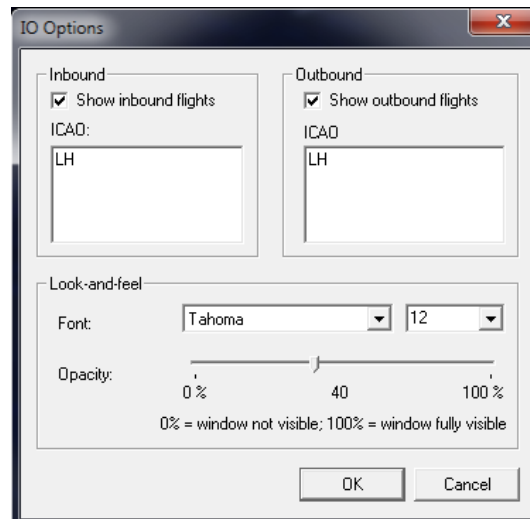 IO Options
Inbound
Show inbound flights
ICAO:
LH
Outbound
Show outbound flights
ICAO
LH
Look-and-feel
Font: Tahoma 12
Opacity:
0 % 40 100 %
0% = window not visible; 100% = window fully visible
OK Cancel